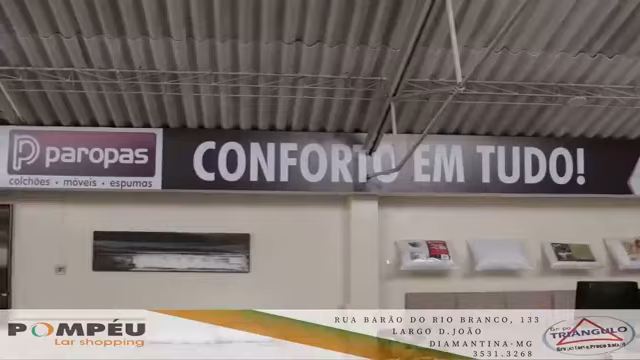 paropas
colchões • móveis • espumas
CONFORTO EM TUDO!
POMPÉU
Lar shopping
RUA BARÃO DO RIO BRANCO, 133
LARGO D.JOÃO
DIAMANTINA-MG
3531.3268
Grupo
TRIÂNGULO